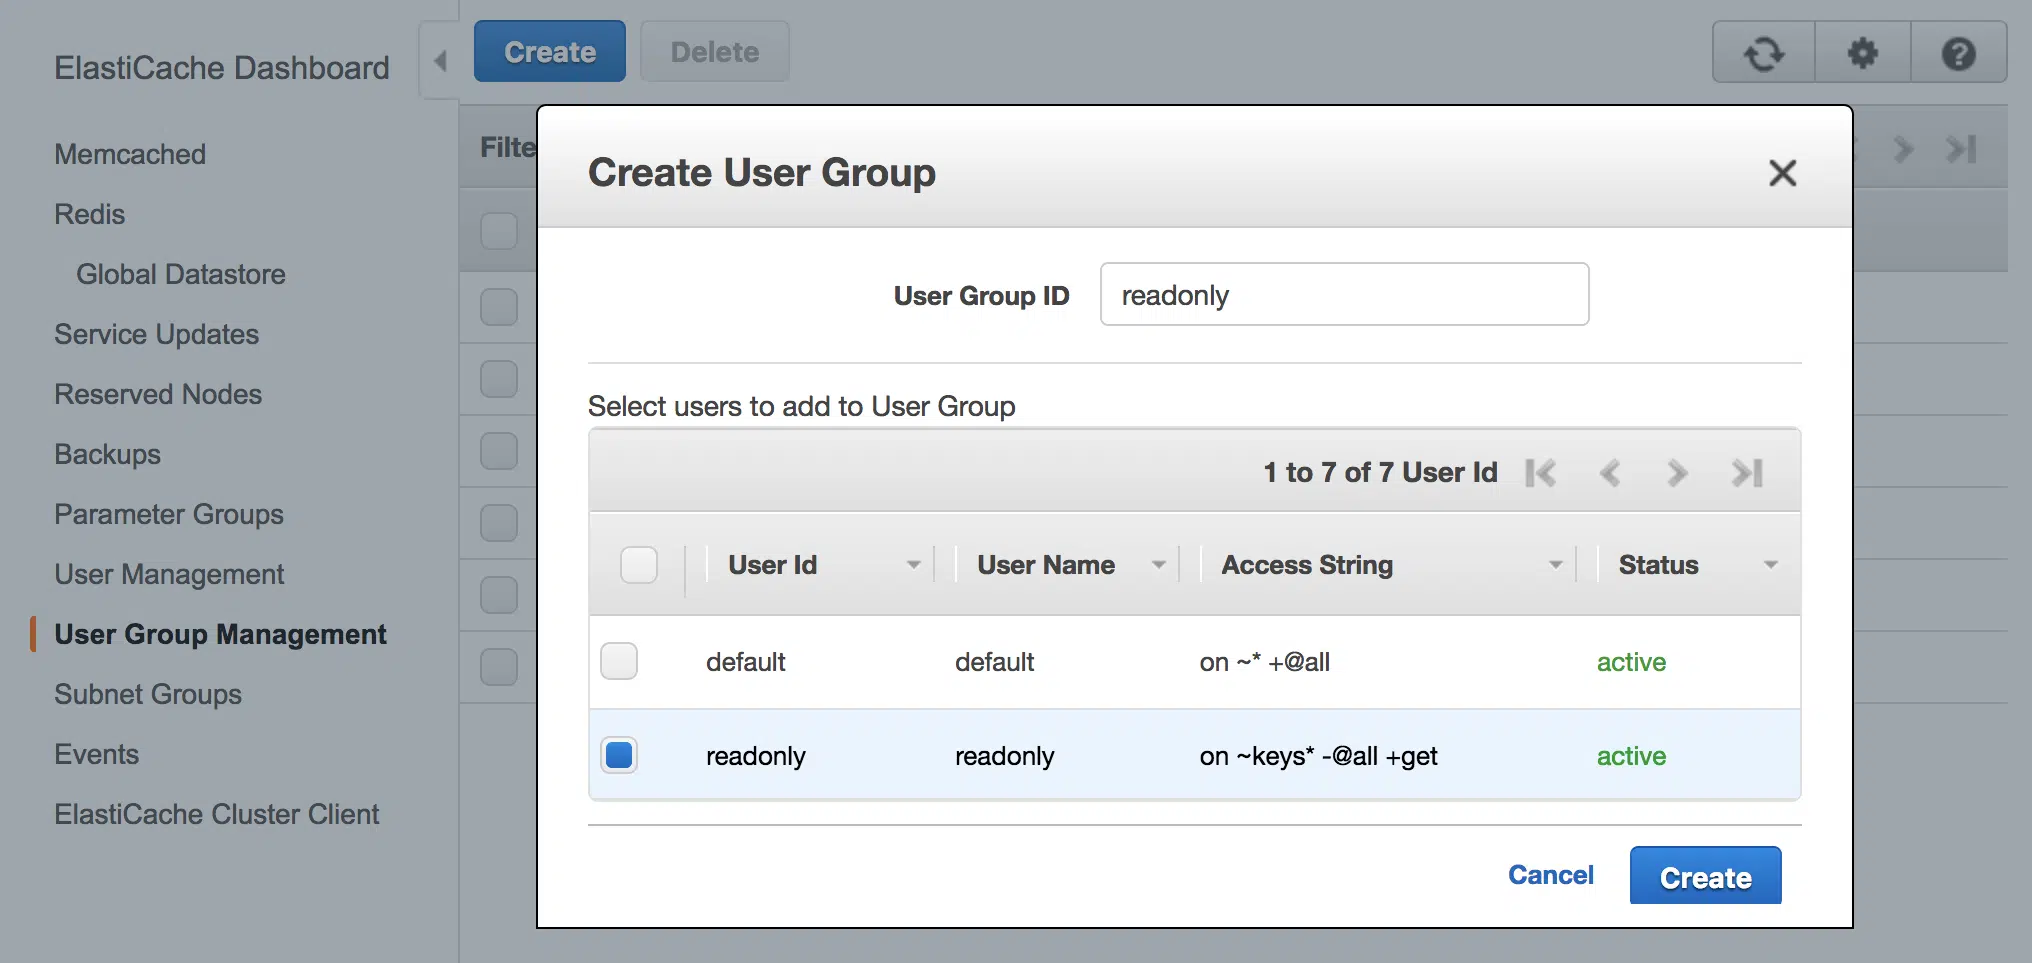 ElastiCache Dashboard
Memcached
Redis
Global Datastore
Service Updates
Reserved Nodes
Backups
Parameter Groups
User Management
User Group Management
Subnet Groups
Events
ElastiCache Cluster Client
Create Delete
Filte
Create User Group
User Group ID readonly
Select users to add to User Group
1 to 7 of 7 User Id
User Id User Name Access String Status
default default on ~* +@all active
readonly readonly on ~keys* -@all +get active
Cancel Create